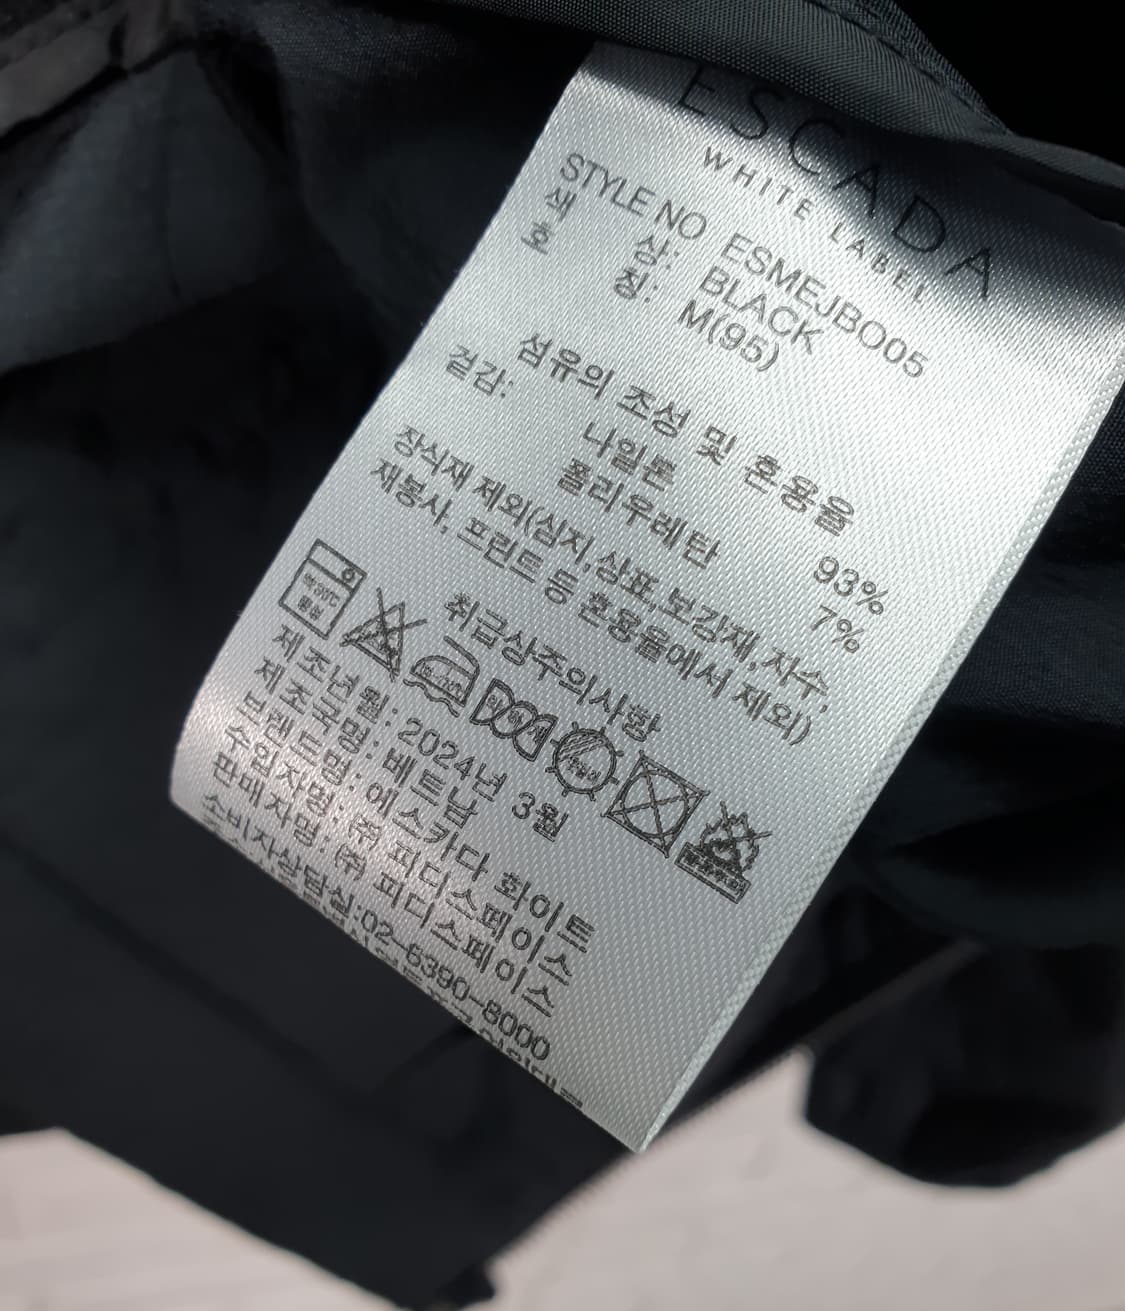 ESCADA
WHITE LABEL
STYLE NO ESMEJBO05
색 상: BLACK
호 칭: M(95)
섬유의 조성 및 혼용율
겉감: 나일론 93%
폴리우레탄 7%
장식재 제외(심지,상표,보강재,자수,
재봉사, 프린트 등 혼용율에서 제외)
취급상주의사항
약30℃
중성
제조년월: 2024년 3월
제조국명: 베트남
브랜드명: 에스카다 화이트
수입자명: ㈜ 피디스페이스
판매자명: ㈜ 피디스페이스
소비자상담실:02-6390-8000